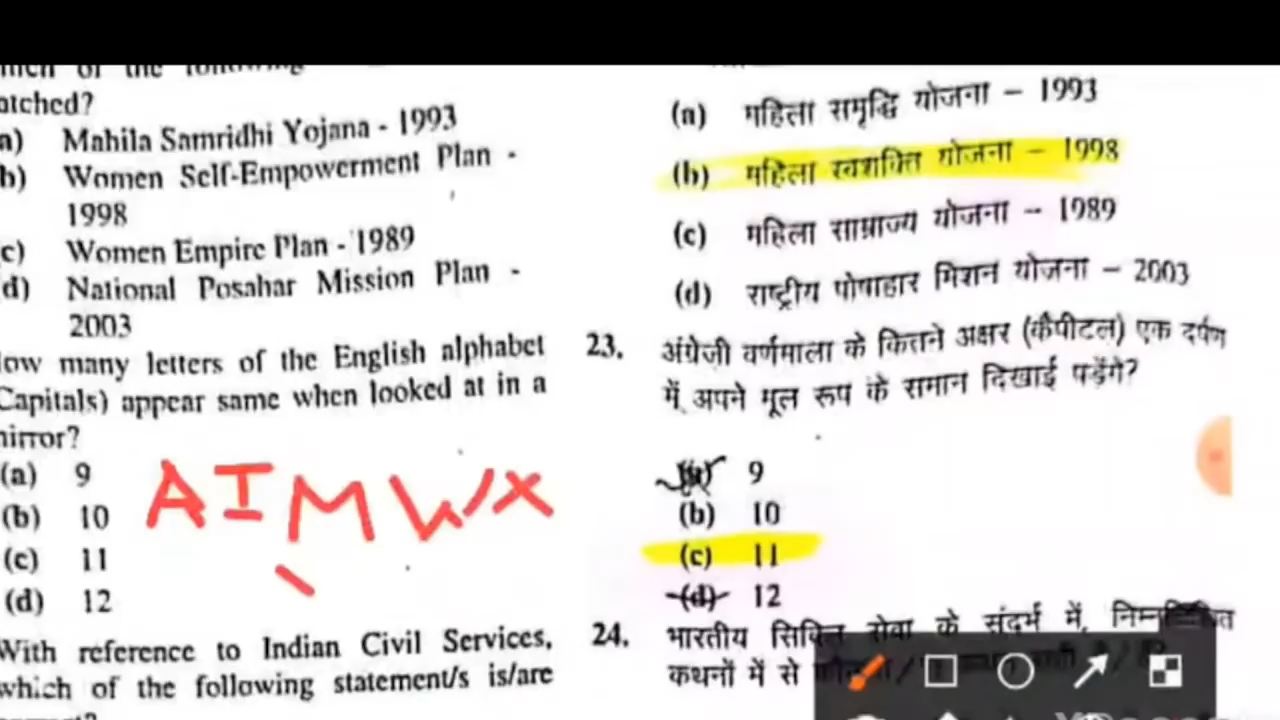 atched?
a) Mahila Samridhi Yojana - 1993
b) Women Self-Empowerment Plan -
1998
c) Women Empire Plan - 1989
d) National Posahar Mission Plan -
2003
ow many letters of the English alphabet
Capitals) appear same when looked at in a
irror?
(a) 9
(b) 10
(c) 11
(d) 12
With reference to Indian Civil Services,
which of the following statement/s is/are
A I M W X
(a) महिला समृद्धि योजना – 1993
(b) महिला स्वशक्ति योजना – 1998
(c) महिला साम्राज्य योजना – 1989
(d) राष्ट्रीय पोषाहार मिशन योजना – 2003
23. अंग्रेजी वर्णमाला के कितने अक्षर (कैपीटल) एक दर्पण
में अपने मूल रूप के समान दिखाई पड़ेंगे?
(a) 9
(b) 10
(c) 11
(d) 12
24. भारतीय सिविल सेवा के संदर्भ में, निम्नलिखित
कथनों में से